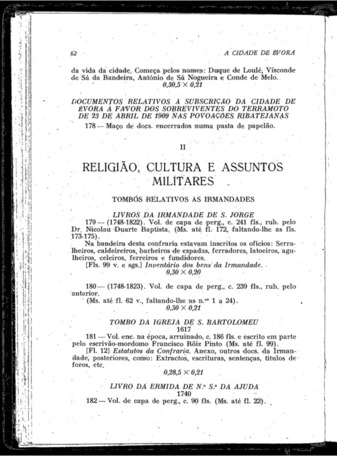 62 A CIDADE DE ÉVORA
da vida da cidade. Começa pelos nomes: Duque de Loulé, Visconde
de Sá da Bandeira, António de Sá Nogueira e Conde de Melo.
0,30,5 × 0,21
DOCUMENTOS RELATIVOS À SUBSCRIÇÃO DA CIDADE DE
ÉVORA A FAVOR DOS SOBREVIVENTES DO TERRAMOTO
DE 23 DE ABRIL DE 1909 NAS POVOAÇÕES RIBATEJANAS
178 — Maço de docs. encerrados numa pasta de papelão.
II
RELIGIÃO, CULTURA E ASSUNTOS
MILITARES
TOMBÓS RELATIVOS AS IRMANDADES
LIVROS DA IRMANDADE DE S. JORGE
179 — (1748-1822). Vol. de capa de perg., c. 241 fls., rub. pelo
Dr. Nicolau Duarte Baptista, (Ms. até fl. 172, faltando-lhe as fls.
173-175).
Na bandeira desta confraria estavam inscritos os ofícios: Serra-
lheiros, caldeireiros, barbeiros de espadas, ferradores, latoeiros, agu-
lheiros, celeiros, ferreiros e fundidores.
[Fls. 99 v. e sgs.] Inventário dos bens da Irmandade.
0,30 × 0,20
180 — (1748-1823). Vol. de capa de perg., c. 239 fls., rub. pelo
anterior.
(Ms. até fl. 62 v., faltando-lhe as n.ºˢ 1 a 24).
0,30 × 0,21
TOMBO DA IGREJA DE S. BARTOLOMEU
1617
181 — Vol. enc. na época, arruinado, c. 186 fls. e escrito em parte
pelo escrivão-mordomo Francisco Róiz Pinto (Ms. até fl. 99).
[Fl. 12] Estatutos da Confraria. Anexo, outros docs. da Irman-
dade, posteriores, como: Extractos, escrituras, sentenças, títulos de
foros, etc.
0,28,5 × 0,21
LIVRO DA ERMIDA DE N.ª S.ª DA AJUDA
1740
182 — Vol. de capa de perg., c. 90 fls. (Ms. até fl. 22).